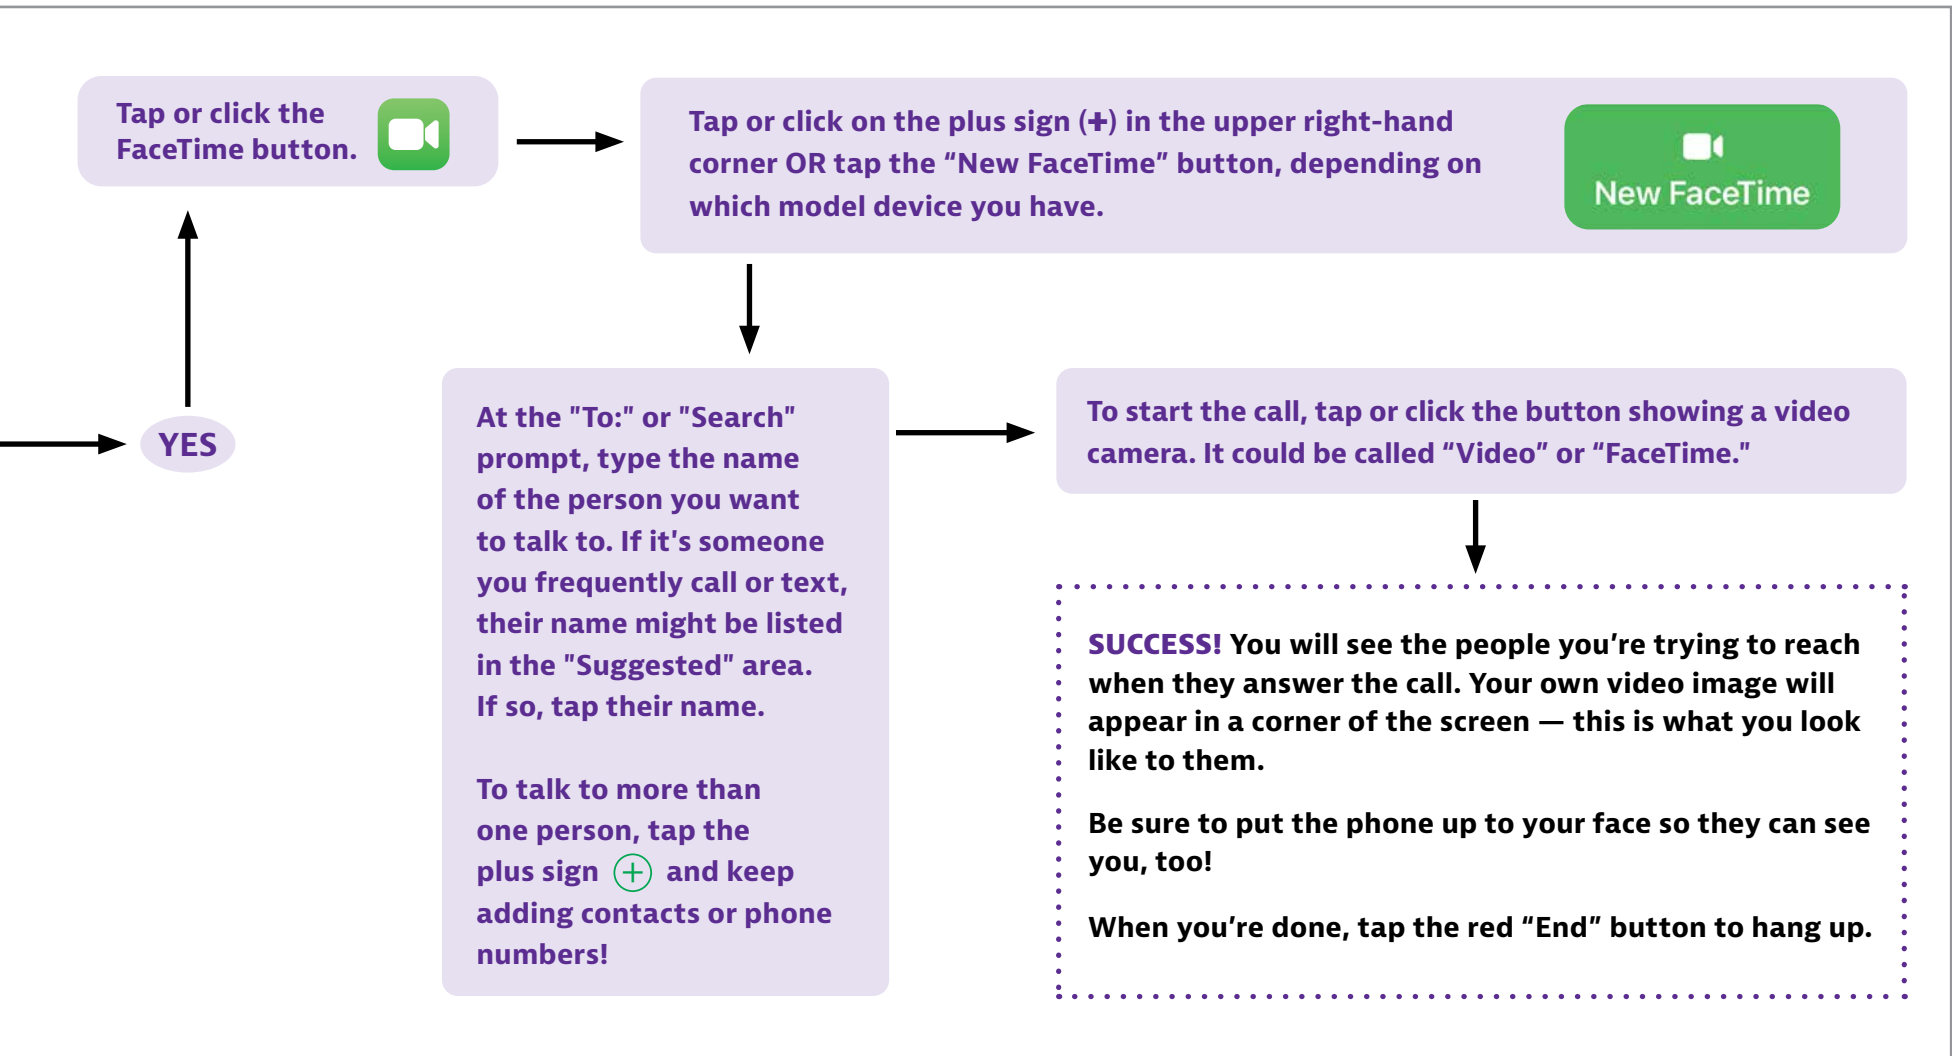 Tap or click the
FaceTime button.
Tap or click on the plus sign (+) in the upper right-hand
corner OR tap the “New FaceTime” button, depending on
which model device you have.
New FaceTime
YES
At the "To:" or "Search"
prompt, type the name
of the person you want
to talk to. If it's someone
you frequently call or text,
their name might be listed
in the "Suggested" area.
If so, tap their name.
To talk to more than
one person, tap the
plus sign + and keep
adding contacts or phone
numbers!
To start the call, tap or click the button showing a video
camera. It could be called “Video” or “FaceTime."
SUCCESS! You will see the people you’re trying to reach
when they answer the call. Your own video image will
appear in a corner of the screen — this is what you look
like to them.
Be sure to put the phone up to your face so they can see
you, too!
When you’re done, tap the red “End” button to hang up.